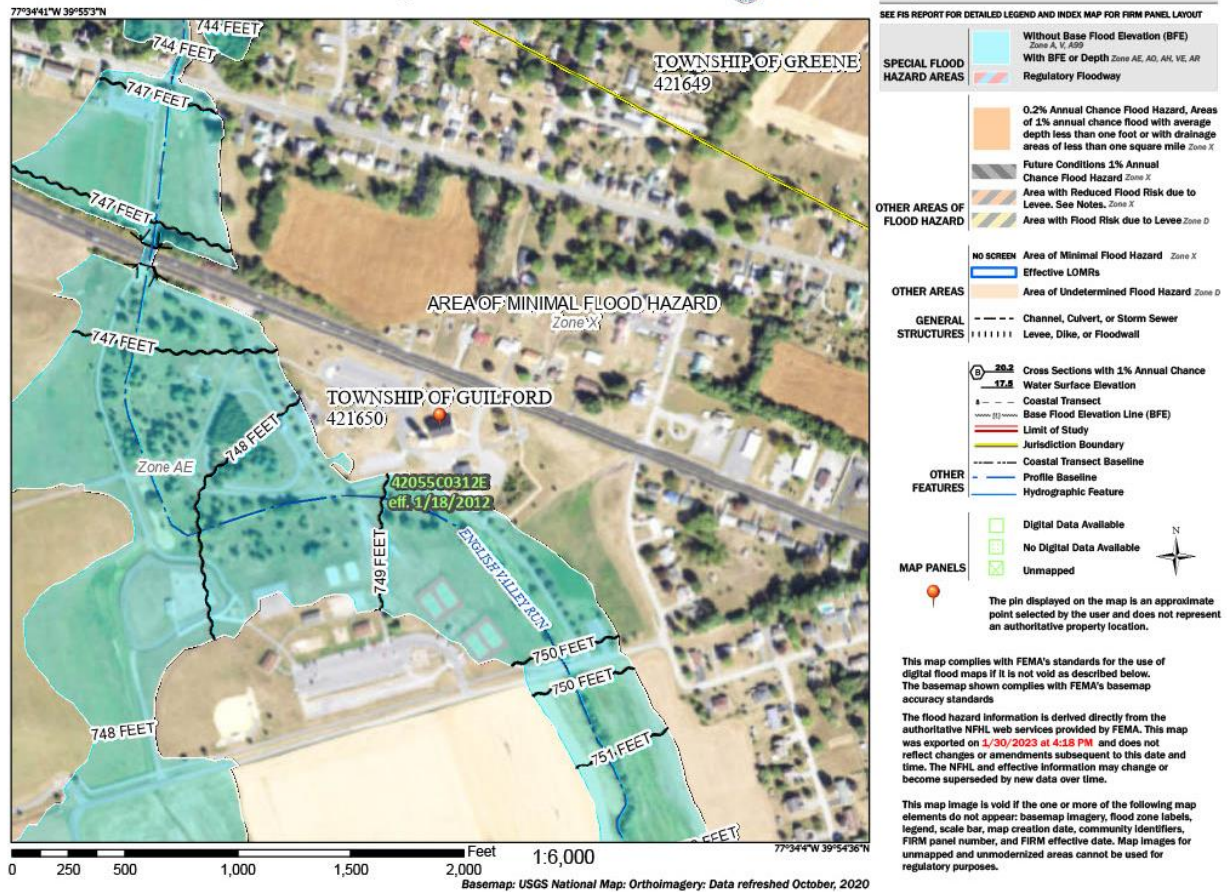 77°34'41"W 39°55'3"N
744 FEET
744 FEET
747 FEET
747 FEET
747 FEET
748 FEET
Zone AE
748 FEET
749 FEET
750 FEET
750 FEET
751 FEET
FEET
TOWNSHIP OF GREENE
421649
AREA OF MINIMAL FLOOD HAZARD
Zone X
TOWNSHIP OF GUILFORD
421650
42055C0312E
eff. 1/18/2012
ENGLISH VALLEY RUN
77°34'4"W 39°54'36"N
0 250 500 1,000 1,500 2,000 Feet
1:6,000
Basemap: USGS National Map: Orthoimagery: Data refreshed October, 2020
SEE FIS REPORT FOR DETAILED LEGEND AND INDEX MAP FOR FIRM PANEL LAYOUT
SPECIAL FLOOD
HAZARD AREAS
Without Base Flood Elevation (BFE)
Zone A, V, A99
With BFE or Depth Zone AE, AO, AH, VE, AR
Regulatory Floodway
OTHER AREAS OF
FLOOD HAZARD
0.2% Annual Chance Flood Hazard, Areas
of 1% annual chance flood with average
depth less than one foot or with drainage
areas of less than one square mile Zone X
Future Conditions 1% Annual
Chance Flood Hazard Zone X
Area with Reduced Flood Risk due to
Levee. See Notes. Zone X
Area with Flood Risk due to Levee Zone D
OTHER AREAS
NO SCREEN Area of Minimal Flood Hazard Zone X
Effective LOMRs
Area of Undetermined Flood Hazard Zone D
GENERAL
STRUCTURES
Channel, Culvert, or Storm Sewer
Levee, Dike, or Floodwall
OTHER
FEATURES
B 20.2 Cross Sections with 1% Annual Chance
17.5 Water Surface Elevation
8 Coastal Transect
Base Flood Elevation Line (BFE)
Limit of Study
Jurisdiction Boundary
Coastal Transect Baseline
Profile Baseline
Hydrographic Feature
MAP PANELS
Digital Data Available
No Digital Data Available
Unmapped
N
The pin displayed on the map is an approximate
point selected by the user and does not represent
an authoritative property location.
This map complies with FEMA's standards for the use of
digital flood maps if it is not void as described below.
The basemap shown complies with FEMA's basemap
accuracy standards
The flood hazard information is derived directly from the
authoritative NFHL web services provided by FEMA. This map
was exported on 1/30/2023 at 4:18 PM and does not
reflect changes or amendments subsequent to this date and
time. The NFHL and effective information may change or
become superseded by new data over time.
This map image is void if the one or more of the following map
elements do not appear: basemap imagery, flood zone labels,
legend, scale bar, map creation date, community identifiers,
FIRM panel number, and FIRM effective date. Map images for
unmapped and unmodernized areas cannot be used for
regulatory purposes.